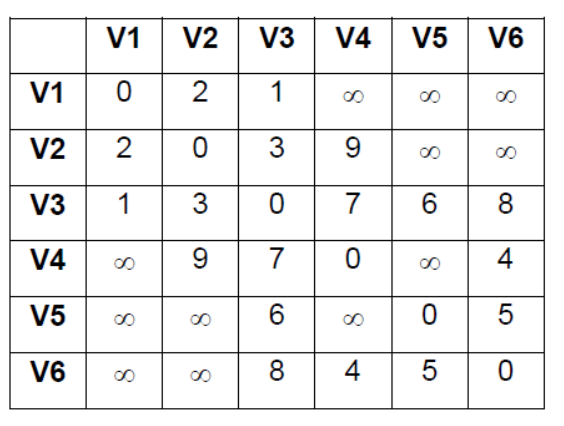 V1 V2 V3 V4 V5 V6
V1 0 2 1 ∞ ∞ ∞
V2 2 0 3 9 ∞ ∞
V3 1 3 0 7 6 8
V4 ∞ 9 7 0 ∞ 4
V5 ∞ ∞ 6 ∞ 0 5
V6 ∞ ∞ 8 4 5 0